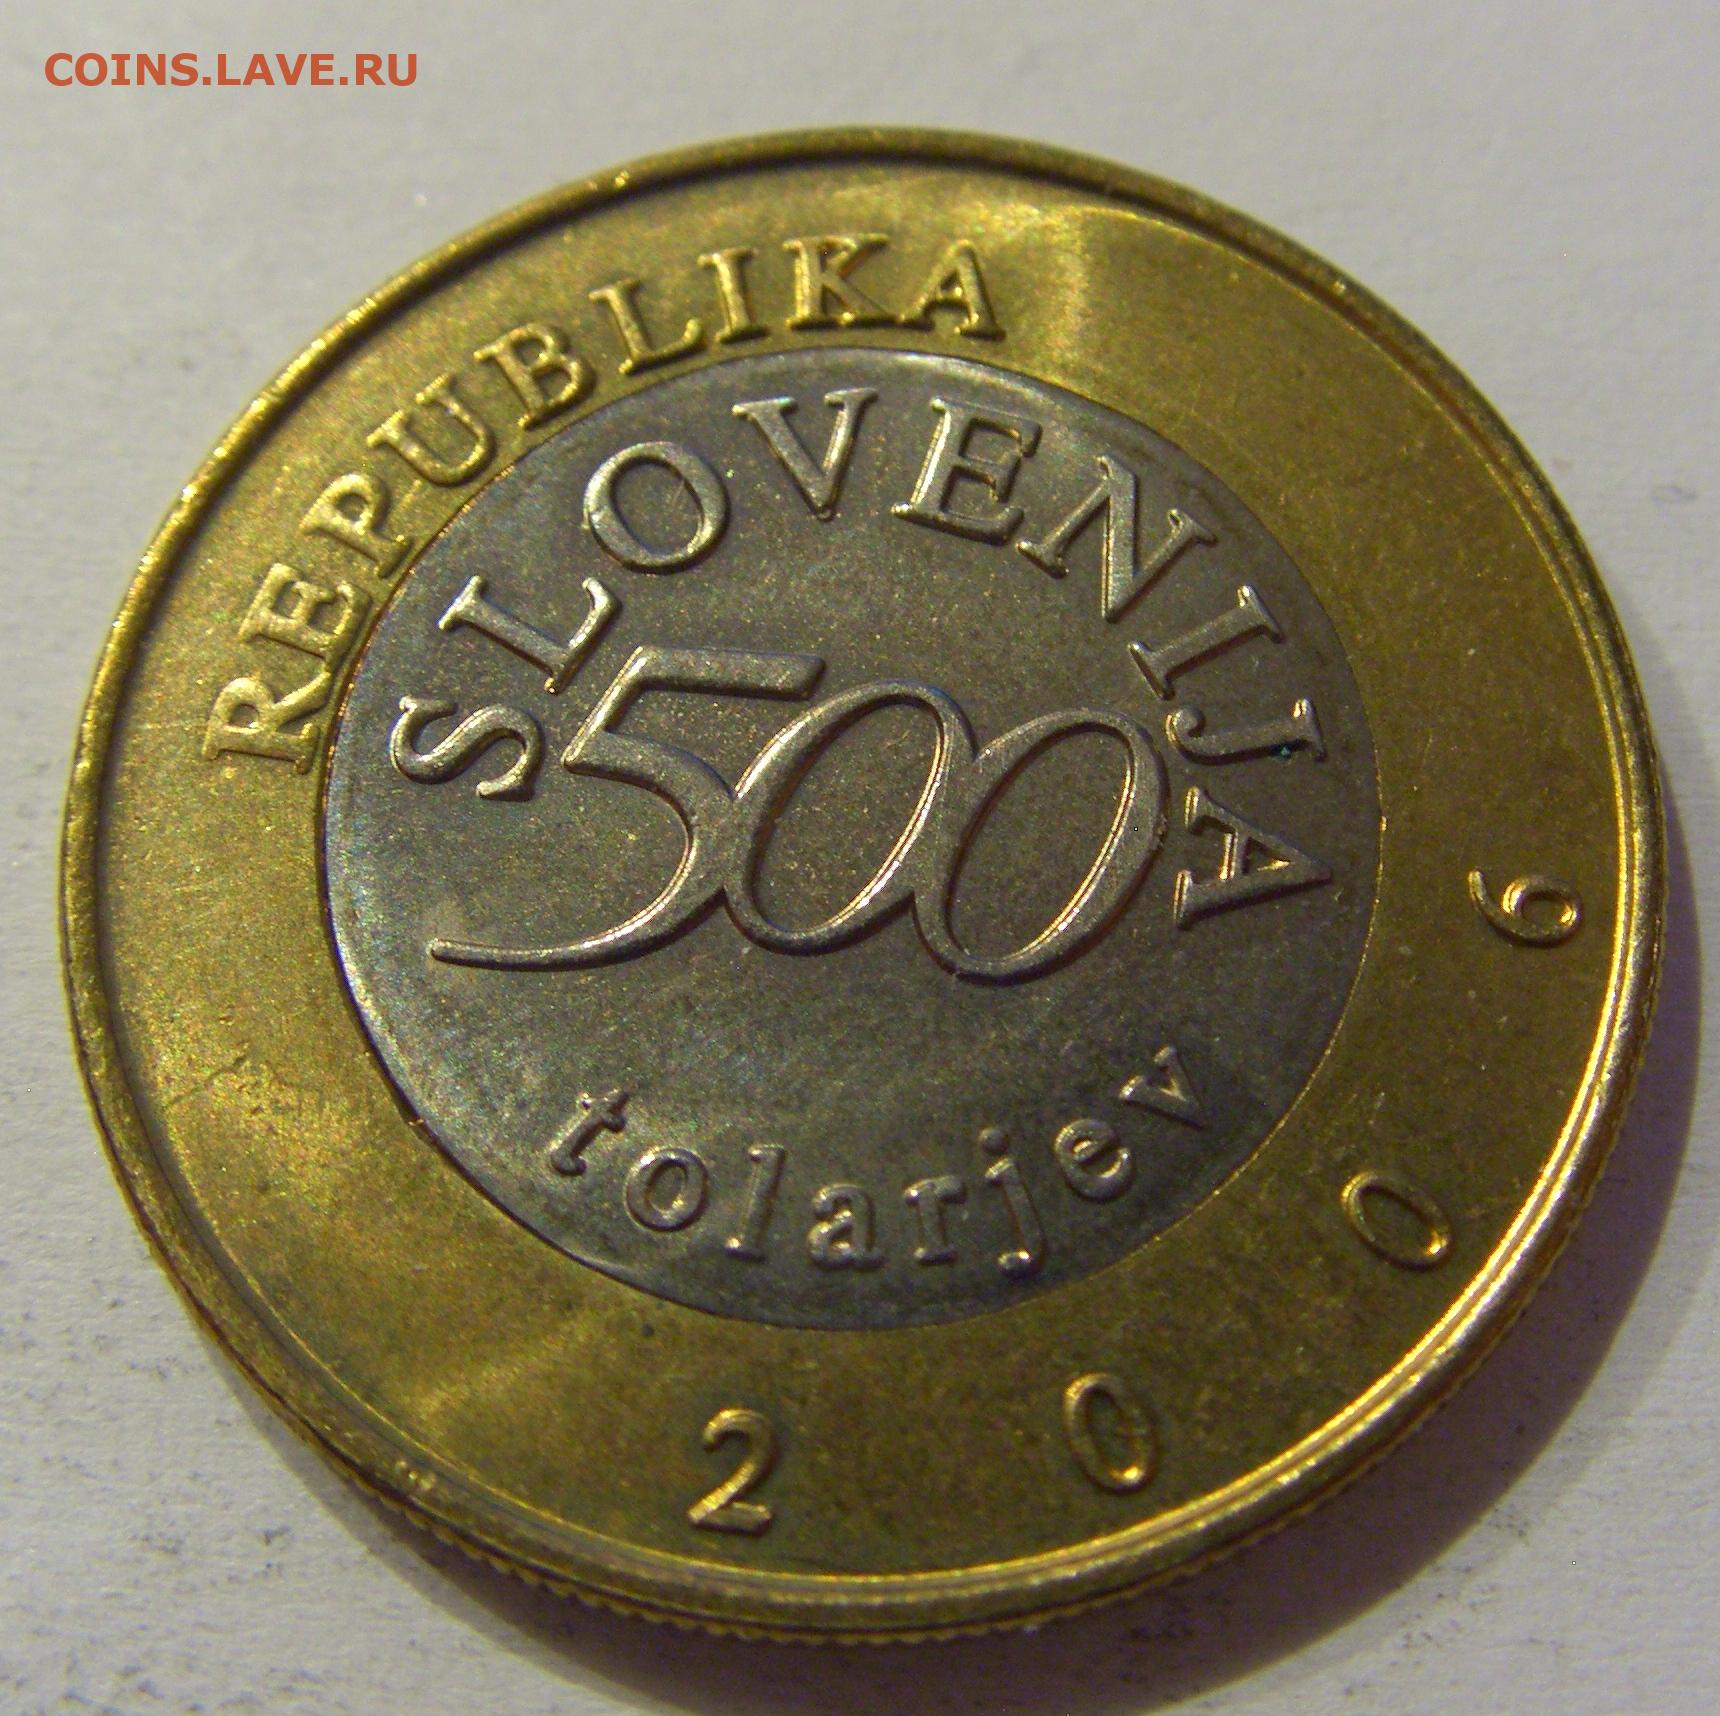 COINS.LAVE.RU
REPUBLIKA
SLOVENIJA
500
tolarjev
2006